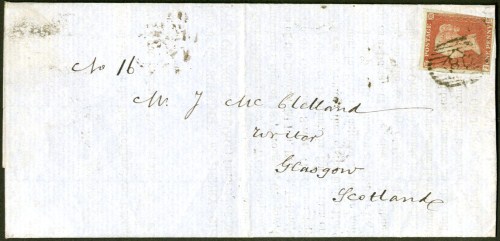 No 16
Mr J McClelland
Writer
Glasgow
Scotland